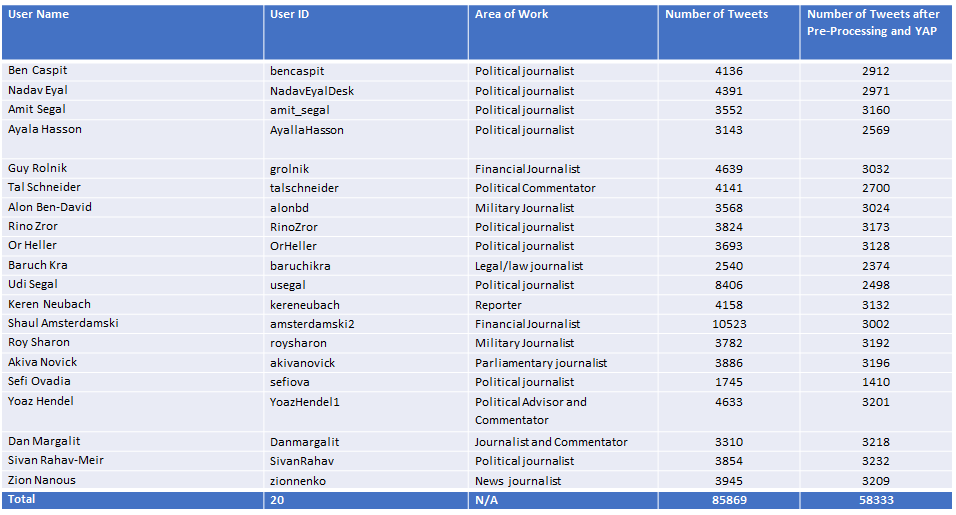 User Name User ID Area of Work Number of Tweets Number of Tweets after
Pre-Processing and YAP
Ben Caspit bencaspit Political journalist 4136 2912
Nadav Eyal NadavEyalDesk Political journalist 4391 2971
Amit Segal amit_segal Political journalist 3552 3160
Ayala Hasson AyallaHasson Political journalist 3143 2569
Guy Rolnik grolnik Financial Journalist 4639 3032
Tal Schneider talschneider Political Commentator 4141 2700
Alon Ben-David alonbd Military Journalist 3568 3024
Rino Zror RinoZror Political journalist 3824 3173
Or Heller OrHeller Political journalist 3693 3128
Baruch Kra baruchikra Legal/law journalist 2540 2374
Udi Segal usegal Political journalist 8406 2498
Keren Neubach kereneubach Reporter 4158 3132
Shaul Amsterdamski amsterdamski2 Financial Journalist 10523 3002
Roy Sharon roysharon Military Journalist 3782 3192
Akiva Novick akivanovick Parliamentary journalist 3886 3196
Sefi Ovadia sefiova Political journalist 1745 1410
Yoaz Hendel YoazHendel1 Political Advisor and 4633 3201
Commentator
Dan Margalit Danmargalit Journalist and Commentator 3310 3218
Sivan Rahav-Meir SivanRahav Political journalist 3854 3232
Zion Nanous zionnenko News journalist 3945 3209
Total 20 N/A 85869 58333